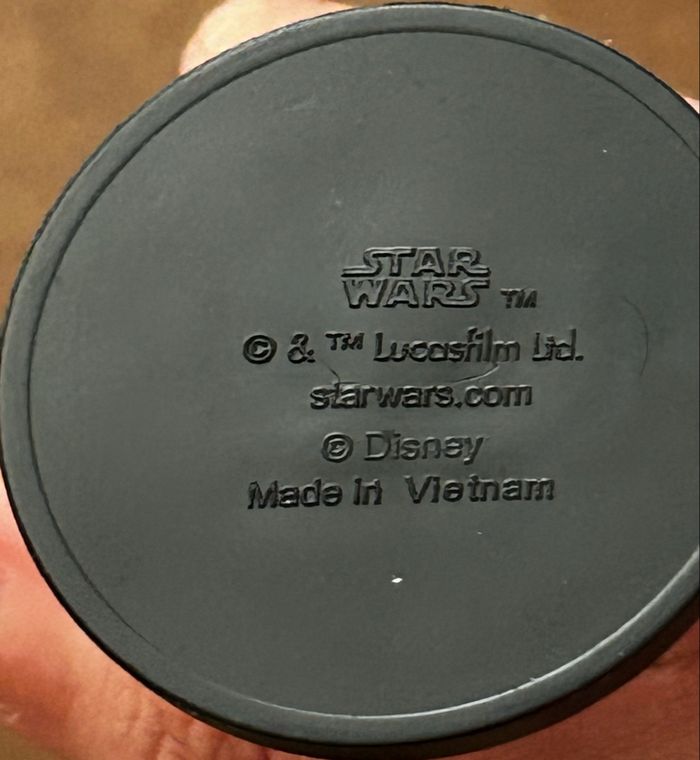 STAR
WARS ™
© & ™ Lucasfilm Ltd.
starwars.com
© Disney
Made in Vietnam